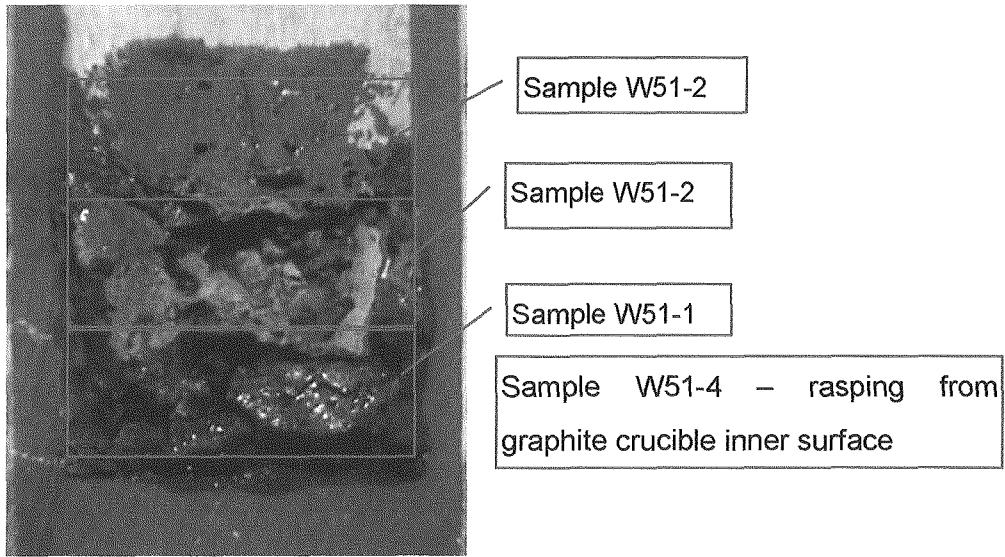 Sample W51-2
Sample W51-2
Sample W51-1
Sample W51-4 – rasping from
graphite crucible inner surface